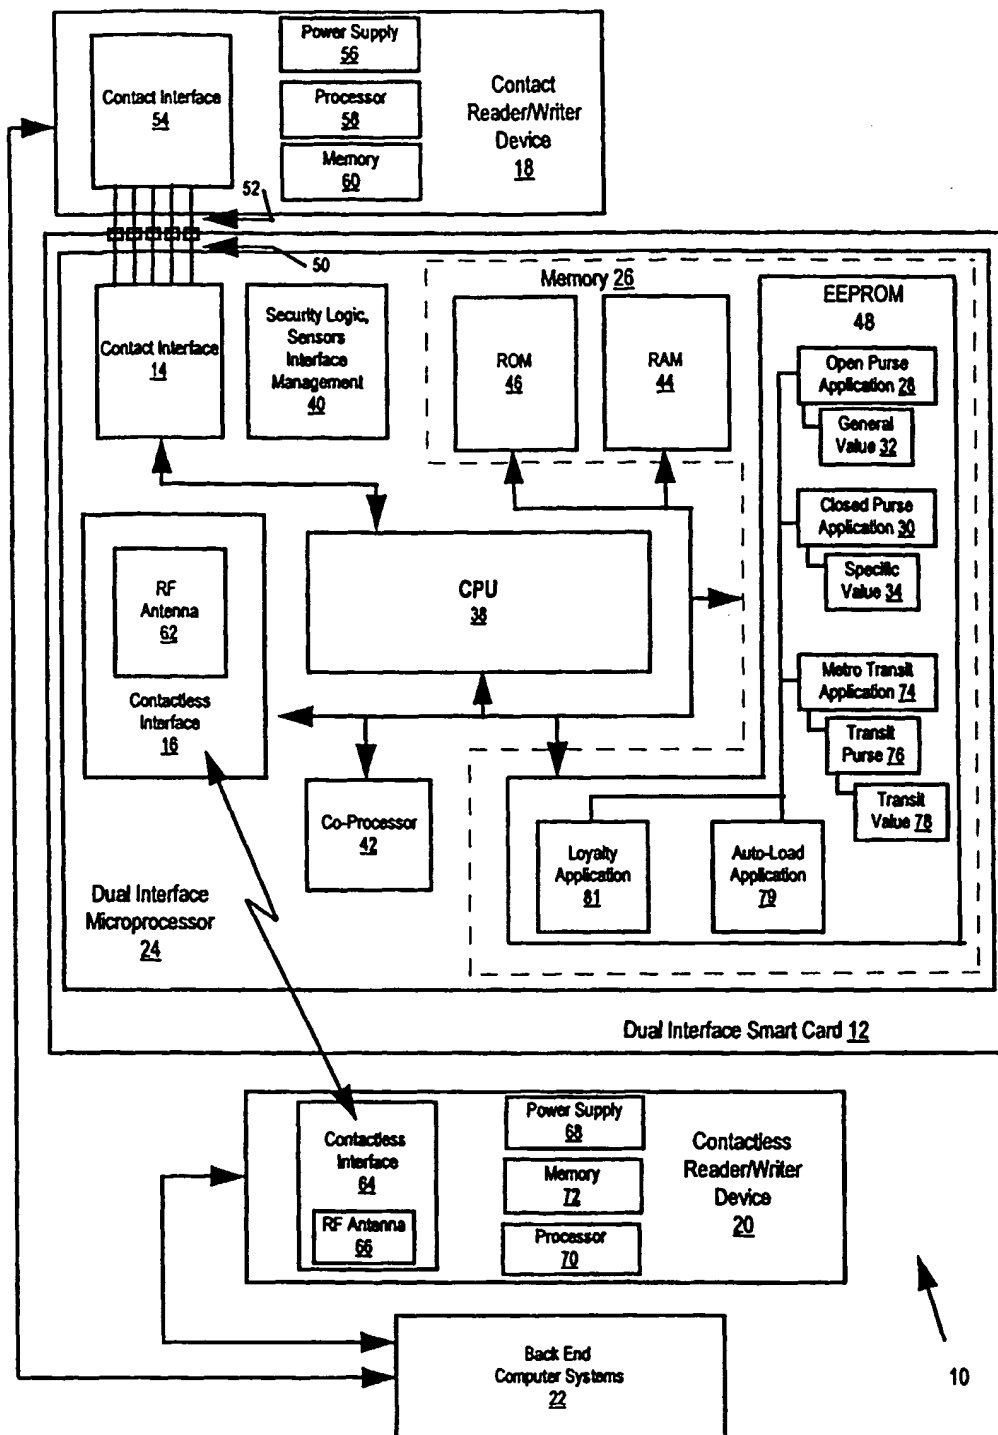 Contact Interface
54
Power Supply
56
Processor
58
Memory
60
Contact
Reader/Writer
Device
18
52
50
Contact Interface
14
Security Logic,
Sensors
Interface
Management
40
Memory 26
ROM
46
RAM
44
EEPROM
48
Open Purse
Application 28
General
Value 32
Closed Purse
Application 30
Specific
Value 34
Metro Transit
Application 74
Transit
Purse 76
Transit
Value 78
RF
Antenna
62
Contactless
Interface
16
CPU
38
Co-Processor
42
Loyalty
Application
81
Auto-Load
Application
79
Dual Interface
Microprocessor
24
Dual Interface Smart Card 12
Contactless
Interface
64
RF Antenna
66
Power Supply
68
Memory
72
Processor
70
Contactless
Reader/Writer
Device
20
Back End
Computer Systems
22
10